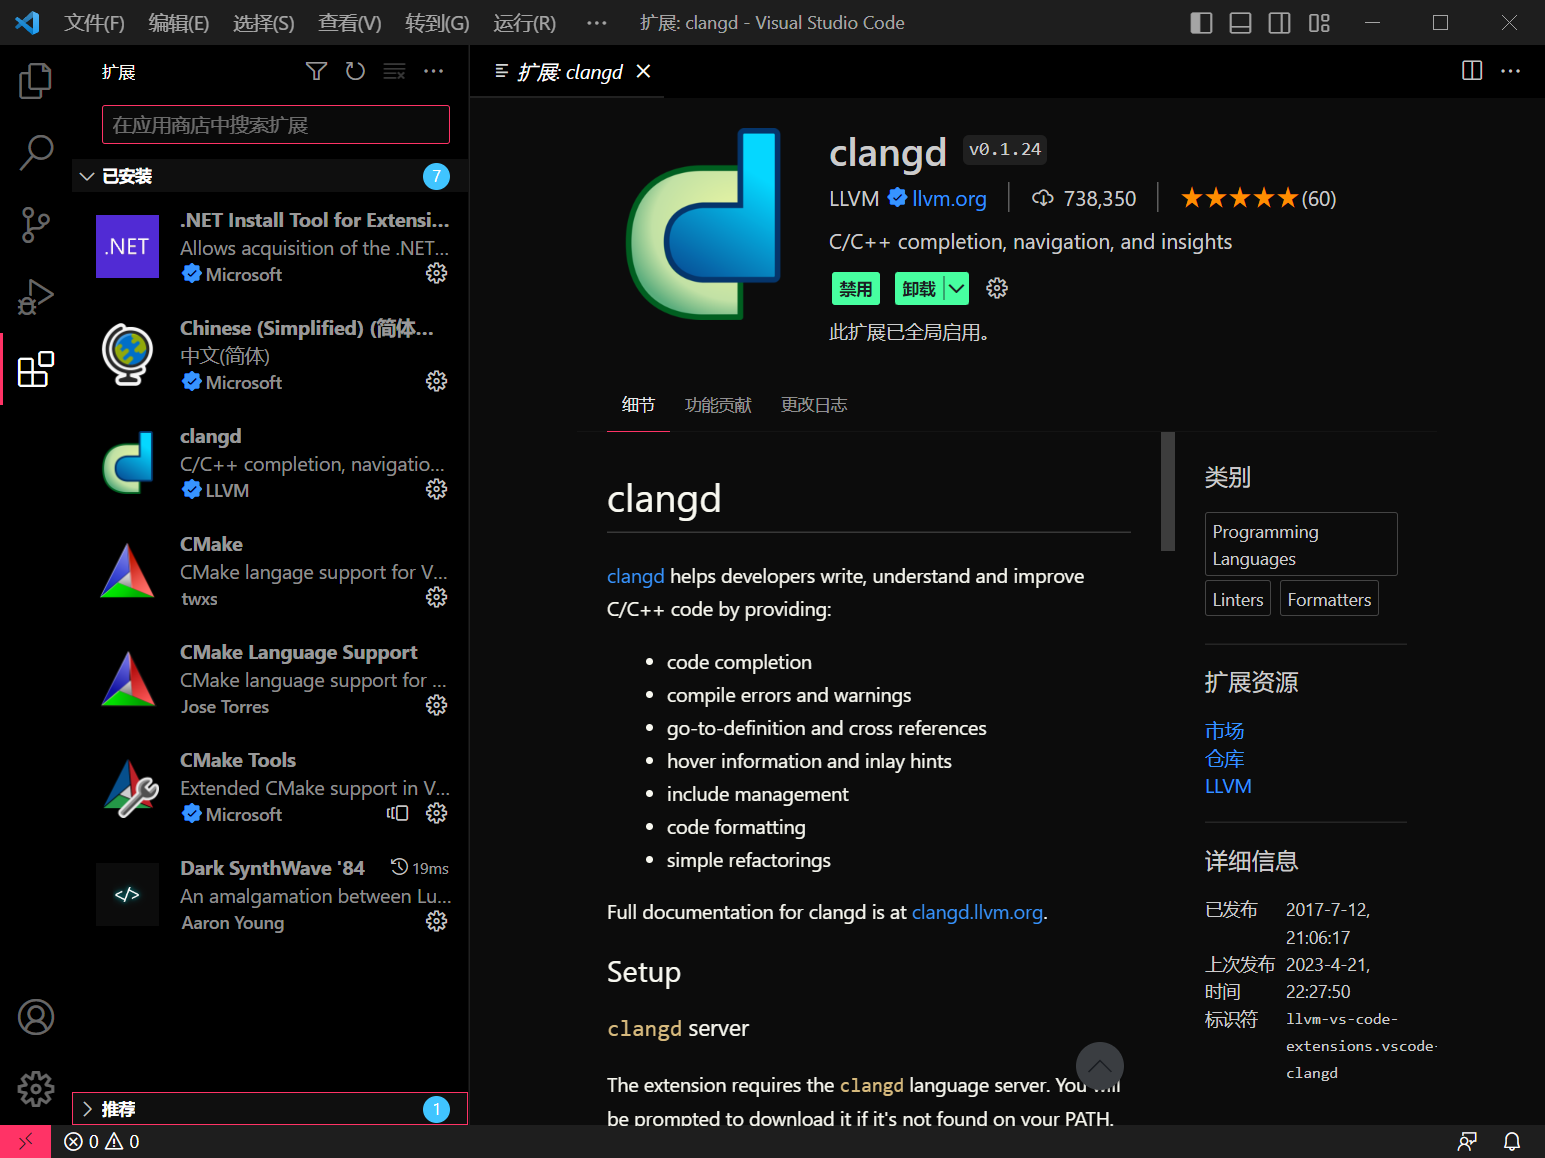 文件(F) 编辑(E) 选择(S) 查看(V) 转到(G) 运行(R) ··· 扩展: clangd - Visual Studio Code
扩展
在应用商店中搜索扩展
已安装 7
.NET
.NET Install Tool for Extensi...
Allows acquisition of the .NET...
Microsoft
Chinese (Simplified) (简体...
中文(简体)
Microsoft
clangd
C/C++ completion, navigatio...
LLVM
CMake
CMake langage support for V...
twxs
CMake Language Support
CMake language support for ...
Jose Torres
CMake Tools
Extended CMake support in V...
Microsoft
</>
Dark SynthWave '84 19ms
An amalgamation between Lu...
Aaron Young
推荐 1
0 0
扩展: clangd
clangd v0.1.24
LLVM llvm.org 738,350 (60)
C/C++ completion, navigation, and insights
禁用 卸载
此扩展已全局启用。
细节 功能贡献 更改日志
clangd
clangd helps developers write, understand and improve
C/C++ code by providing:
• code completion
• compile errors and warnings
• go-to-definition and cross references
• hover information and inlay hints
• include management
• code formatting
• simple refactorings
Full documentation for clangd is at clangd.llvm.org.
Setup
clangd server
The extension requires the clangd language server. You will
be prompted to download it if it's not found on your PATH.
类别
Programming
Languages
Linters Formatters
扩展资源
市场
仓库
LLVM
详细信息
已发布 2017-7-12,
21:06:17
上次发布 2023-4-21,
时间 22:27:50
标识符 llvm-vs-code-
extensions.vscode-
clangd